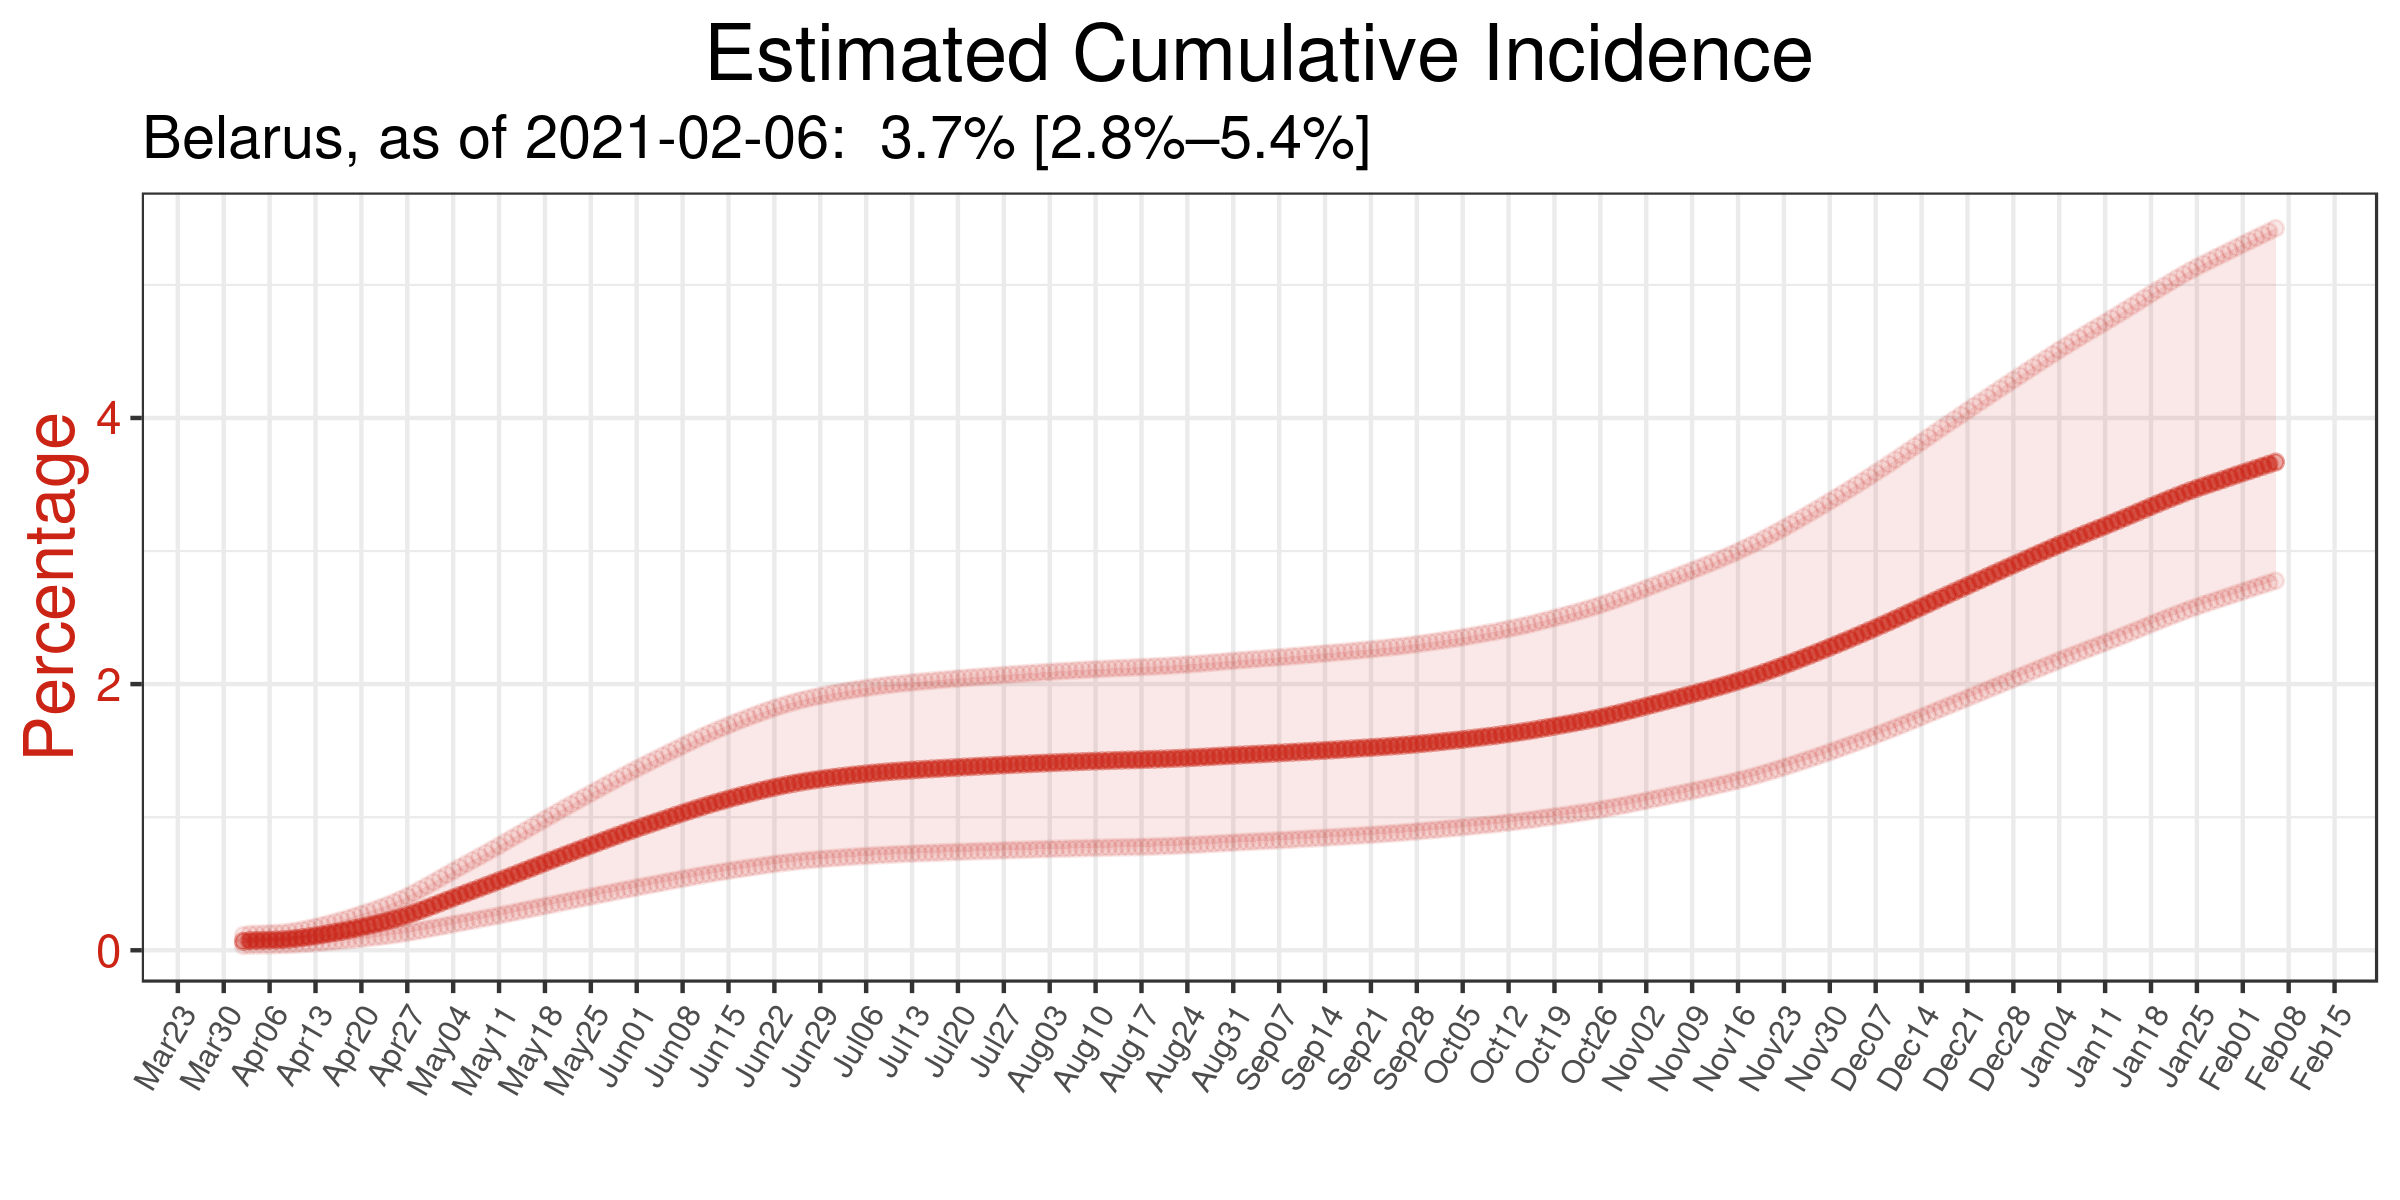 Estimated Cumulative Incidence
Belarus, as of 2021-02-06:  3.7% [2.8%–5.4%]
Percentage
4
2
0
Mar23
Mar30
Apr06
Apr13
Apr20
Apr27
May04
May11
May18
May25
Jun01
Jun08
Jun15
Jun22
Jun29
Jul06
Jul13
Jul20
Jul27
Aug03
Aug10
Aug17
Aug24
Aug31
Sep07
Sep14
Sep21
Sep28
Oct05
Oct12
Oct19
Oct26
Nov02
Nov09
Nov16
Nov23
Nov30
Dec07
Dec14
Dec21
Dec28
Jan04
Jan11
Jan18
Jan25
Feb01
Feb08
Feb15